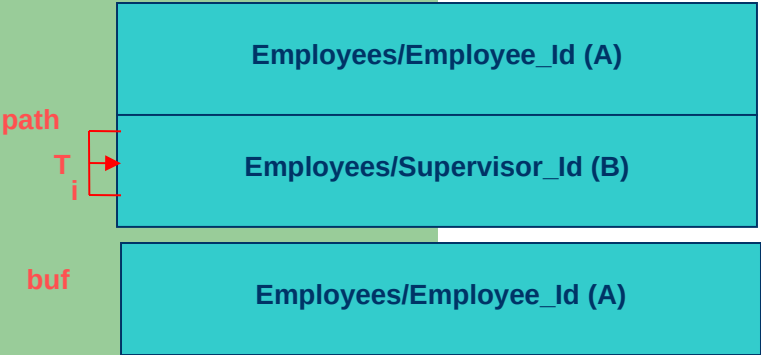 Employees/Employee_Id (A)
path
Employees/Supervisor_Id (B)
T
i
buf
Employees/Employee_Id (A)